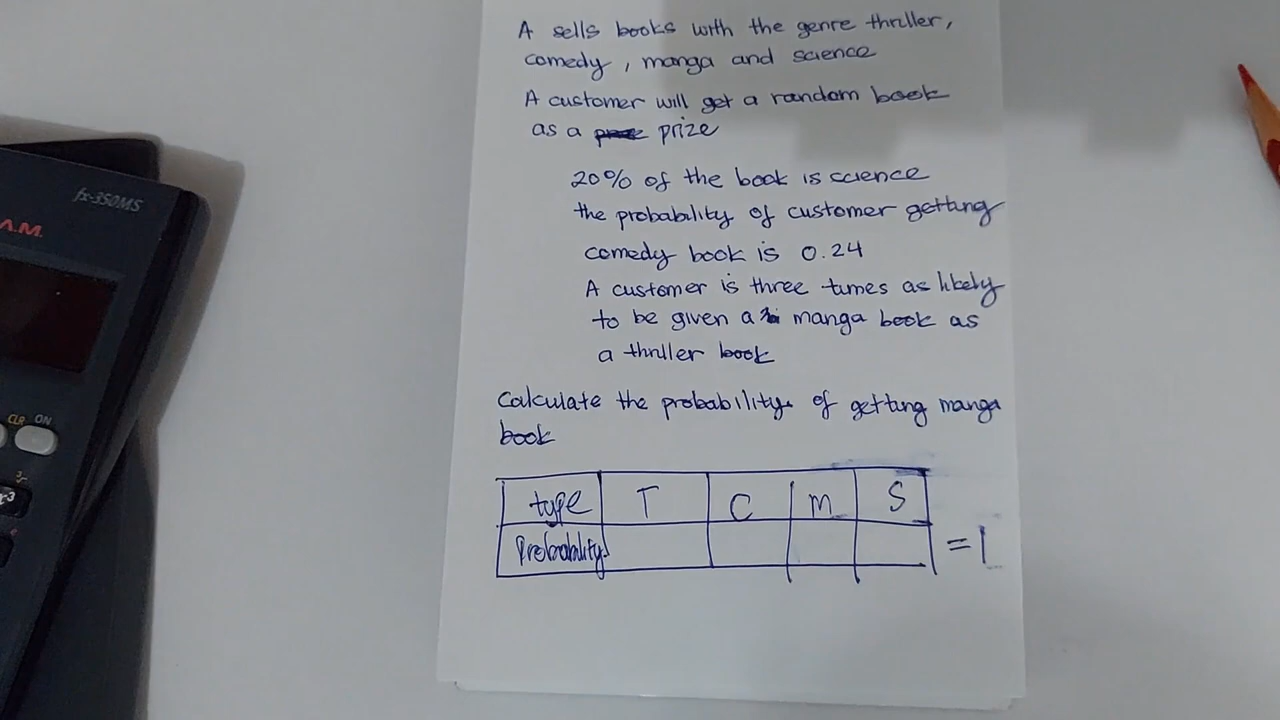 A sells books with the genre thriller,
comedy, manga and science
A customer will get a random book
as a prize
20% of the book is science
the probability of customer getting
comedy book is 0.24
A customer is three times as likely
to be given a manga book as
a thriller book
Calculate the probability of getting manga
book
type T C M S
Probability = 1
fx-350MS
A.M.
CLR ON